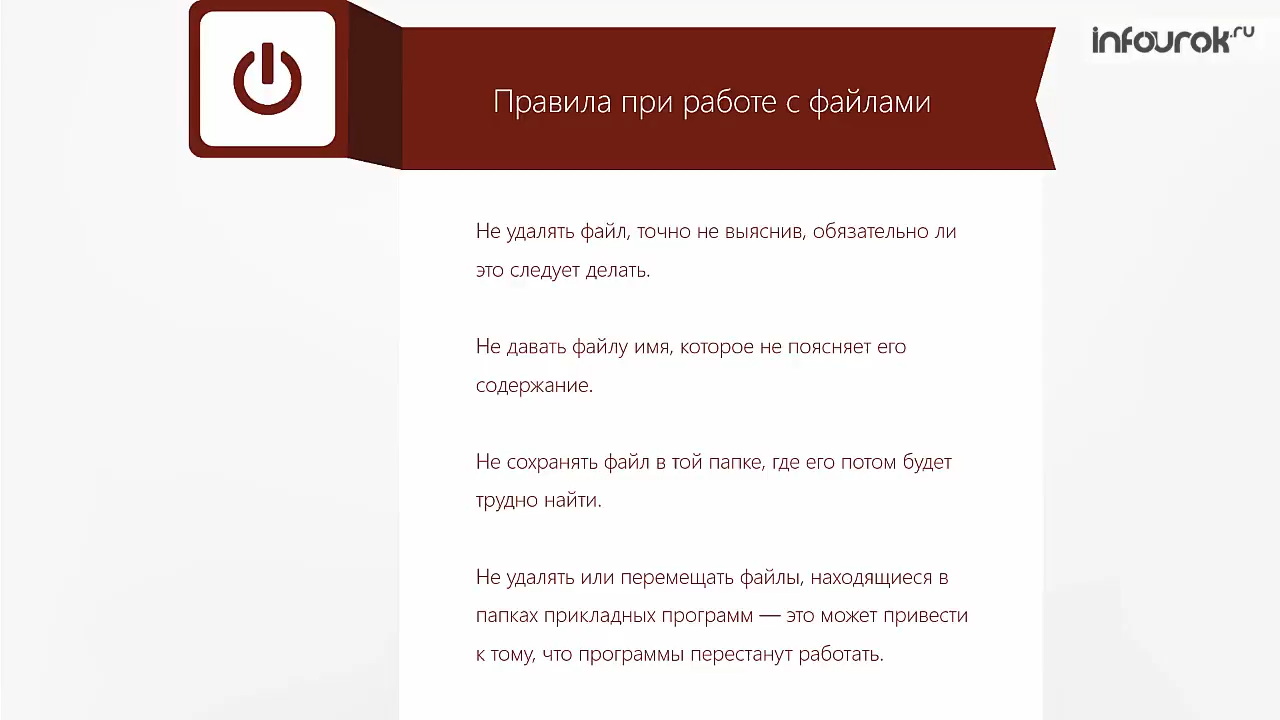 infourok.ru
Правила при работе с файлами
Не удалять файл, точно не выяснив, обязательно ли
это следует делать.
Не давать файлу имя, которое не поясняет его
содержание.
Не сохранять файл в той папке, где его потом будет
трудно найти.
Не удалять или перемещать файлы, находящиеся в
папках прикладных программ — это может привести
к тому, что программы перестанут работать.